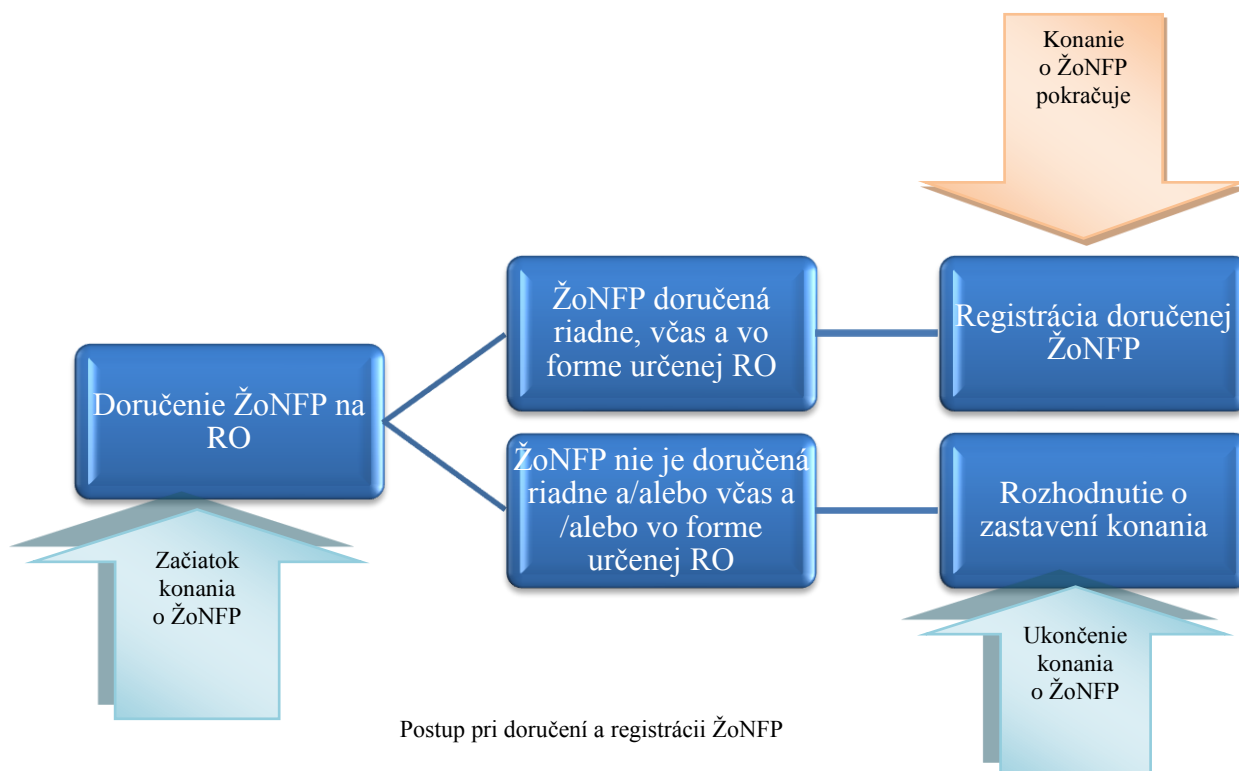 Konanie
o ŽoNFP
pokračuje
ŽoNFP doručená
riadne, včas a vo
forme určenej RO
Registrácia doručenej
ŽoNFP
Doručenie ŽoNFP na
RO
ŽoNFP nie je doručená
riadne a/alebo včas a
/alebo vo forme
určenej RO
Rozhodnutie o
zastavení konania
Začiatok
konania
o ŽoNFP
Ukončenie
konania
o ŽoNFP
Postup pri doručení a registrácii ŽoNFP